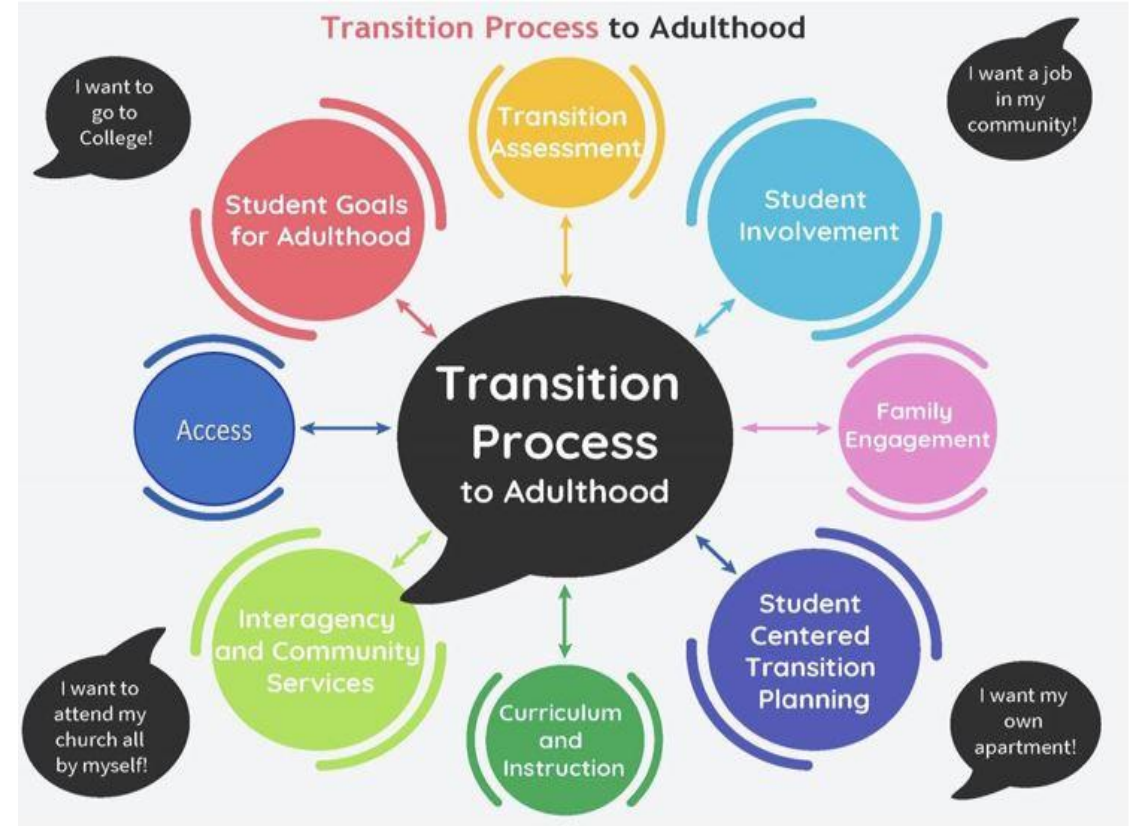 Transition Process to Adulthood
I want to
go to
College!
Transition
Assessment
I want a job
in my
community!
Student Goals
for Adulthood
Student
Involvement
Access
Transition
Process
to Adulthood
Family
Engagement
Interagency
and Community
Services
Student
Centered
Transition
Planning
Curriculum
and
Instruction
I want to
attend my
church all
by myself!
I want my
own
apartment!